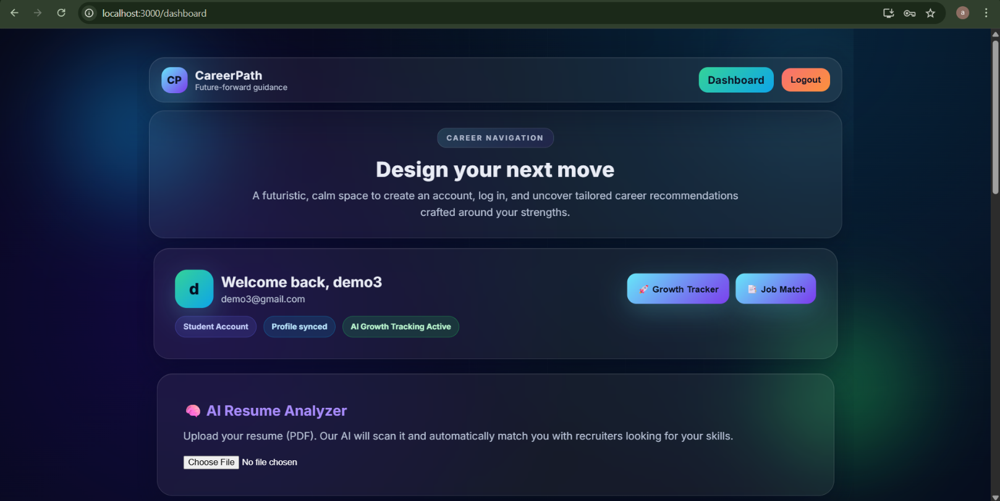 localhost:3000/dashboard
a
CP
CareerPath
Future-forward guidance
Dashboard
Logout
CAREER NAVIGATION
Design your next move
A futuristic, calm space to create an account, log in, and uncover tailored career recommendations
crafted around your strengths.
d
Welcome back, demo3
demo3@gmail.com
🚀 Growth Tracker
📑 Job Match
Student Account
Profile synced
AI Growth Tracking Active
🧠 AI Resume Analyzer
Upload your resume (PDF). Our AI will scan it and automatically match you with recruiters looking for your skills.
Choose File No file chosen